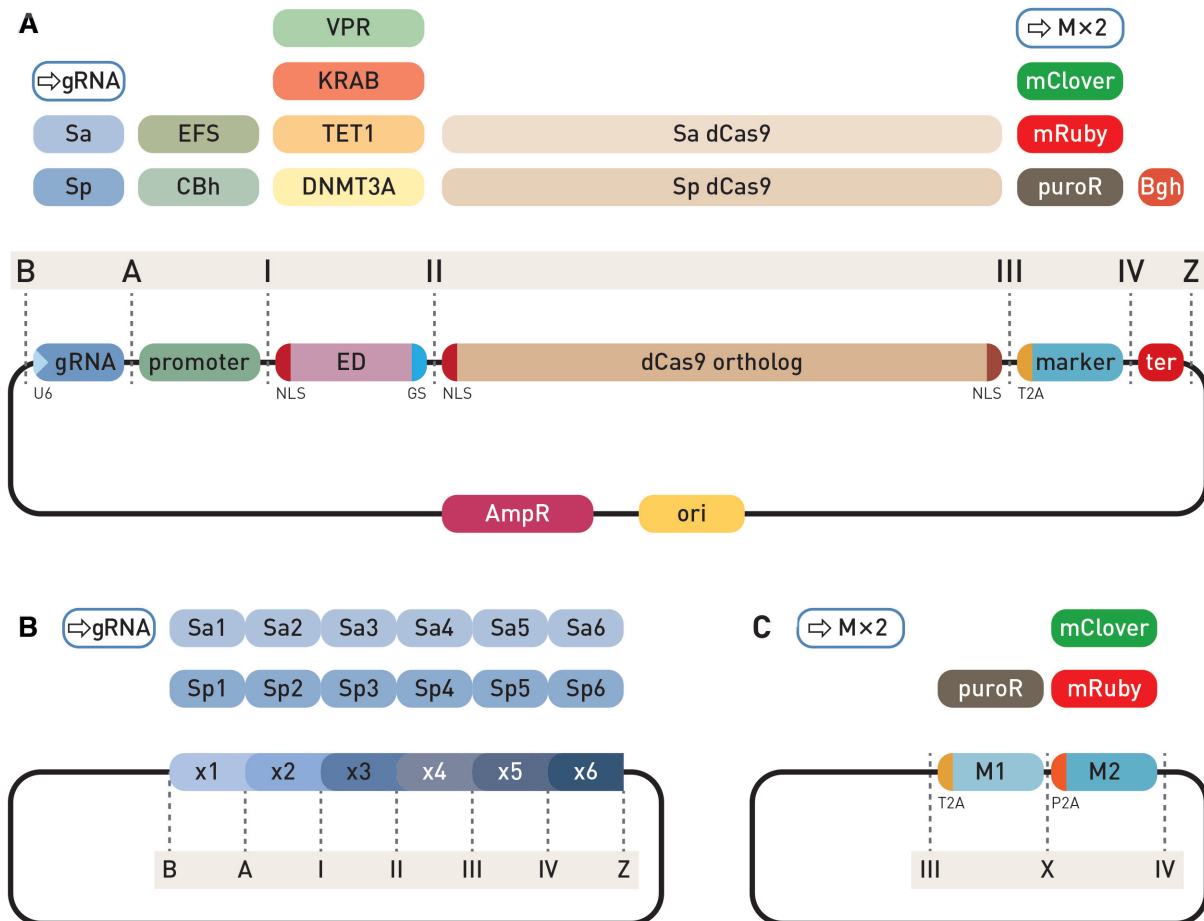 A
VPR
⇨ M×2
⇨gRNA
KRAB
mClover
Sa
EFS
TET1
Sa dCas9
mRuby
Sp
CBh
DNMT3A
Sp dCas9
puroR
Bgh
B A I II III IV Z
gRNA promoter ED dCas9 ortholog marker ter
U6 NLS GS NLS NLS T2A
AmpR ori
B
⇨gRNA
Sa1 Sa2 Sa3 Sa4 Sa5 Sa6
Sp1 Sp2 Sp3 Sp4 Sp5 Sp6
x1 x2 x3 x4 x5 x6
B A I II III IV Z
C
⇨ M×2
mClover
puroR mRuby
M1 M2
T2A P2A
III X IV